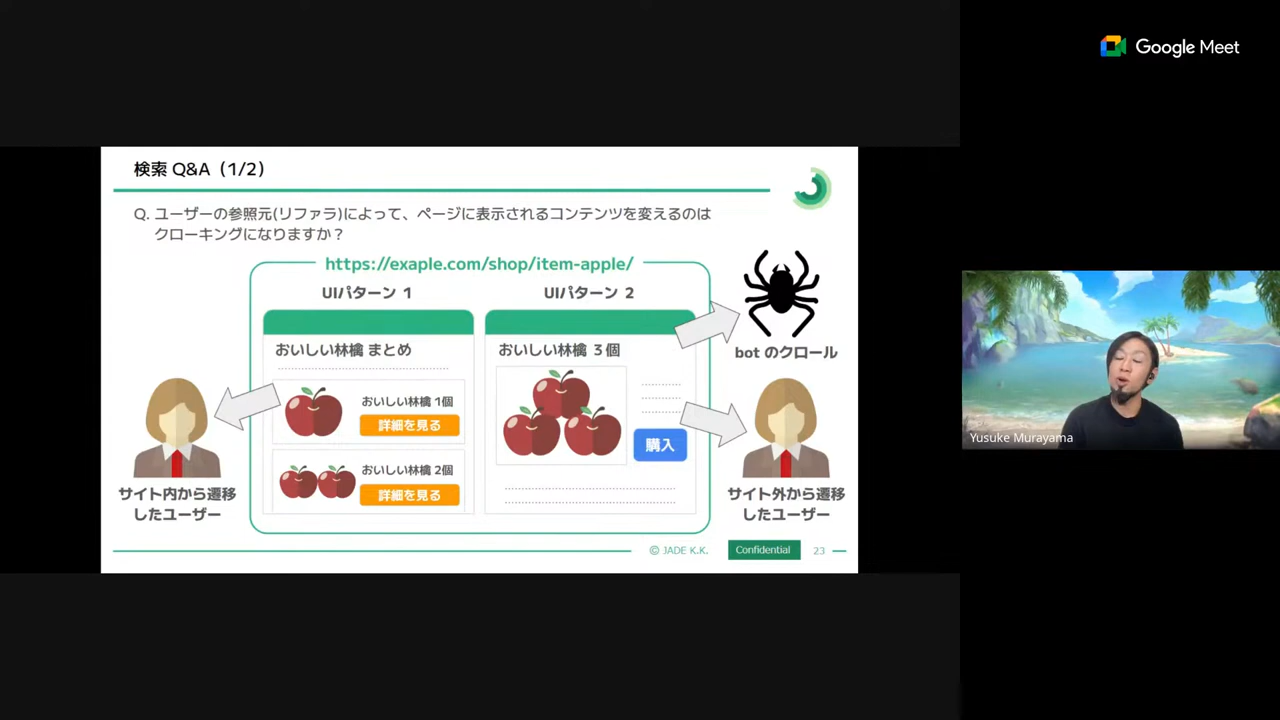 Google Meet
検索 Q&A（1/2）
Q. ユーザーの参照元(リファラ)によって、ページに表示されるコンテンツを変えるのは
クローキングになりますか？
https://exaple.com/shop/item-apple/
UIパターン 1
UIパターン 2
おいしい林檎 まとめ
おいしい林檎 1個
詳細を見る
おいしい林檎 2個
詳細を見る
おいしい林檎 ３個
購入
bot のクロール
サイト内から遷移
したユーザー
サイト外から遷移
したユーザー
© JADE K.K.
Confidential
23
Yusuke Murayama